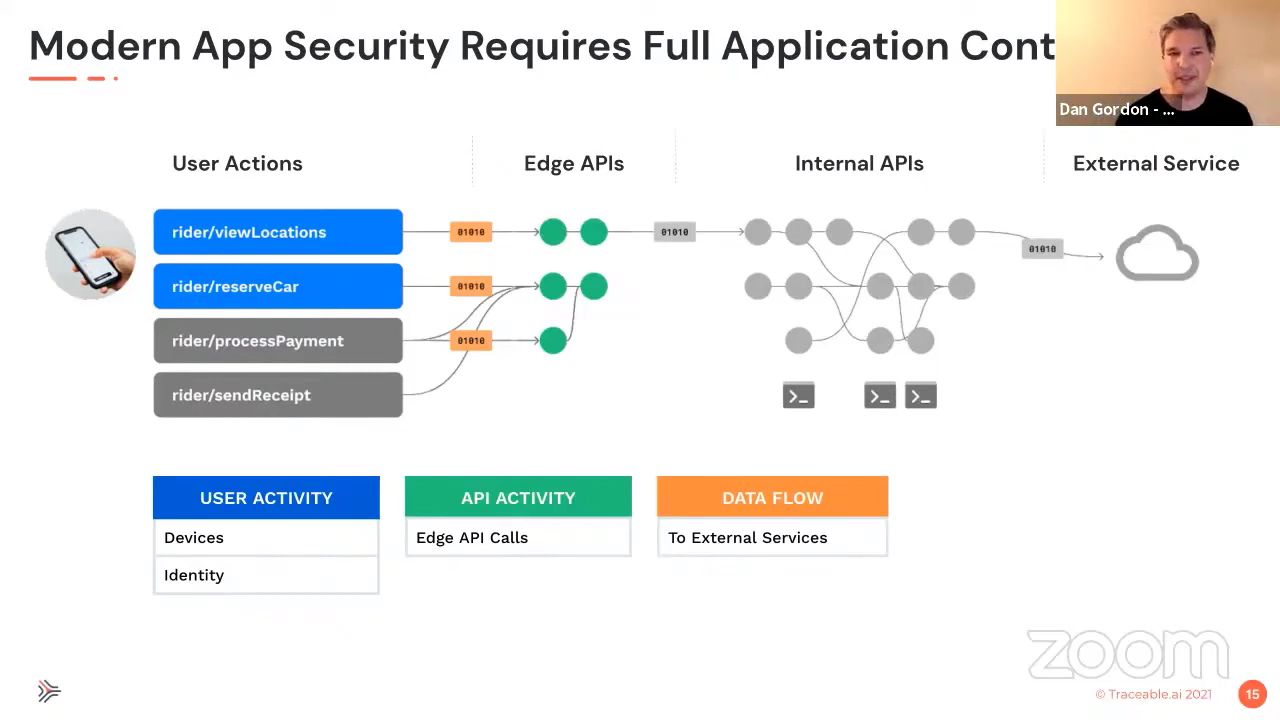 Modern App Security Requires Full Application Cont
Dan Gordon - ...
User Actions
Edge APIs
Internal APIs
External Service
rider/viewLocations
01010
01010
01010
rider/reserveCar
01010
rider/processPayment
01010
rider/sendReceipt
>_
>_
>_
USER ACTIVITY
API ACTIVITY
DATA FLOW
Devices
Edge API Calls
To External Services
Identity
zoom
© Traceable.ai 2021
15